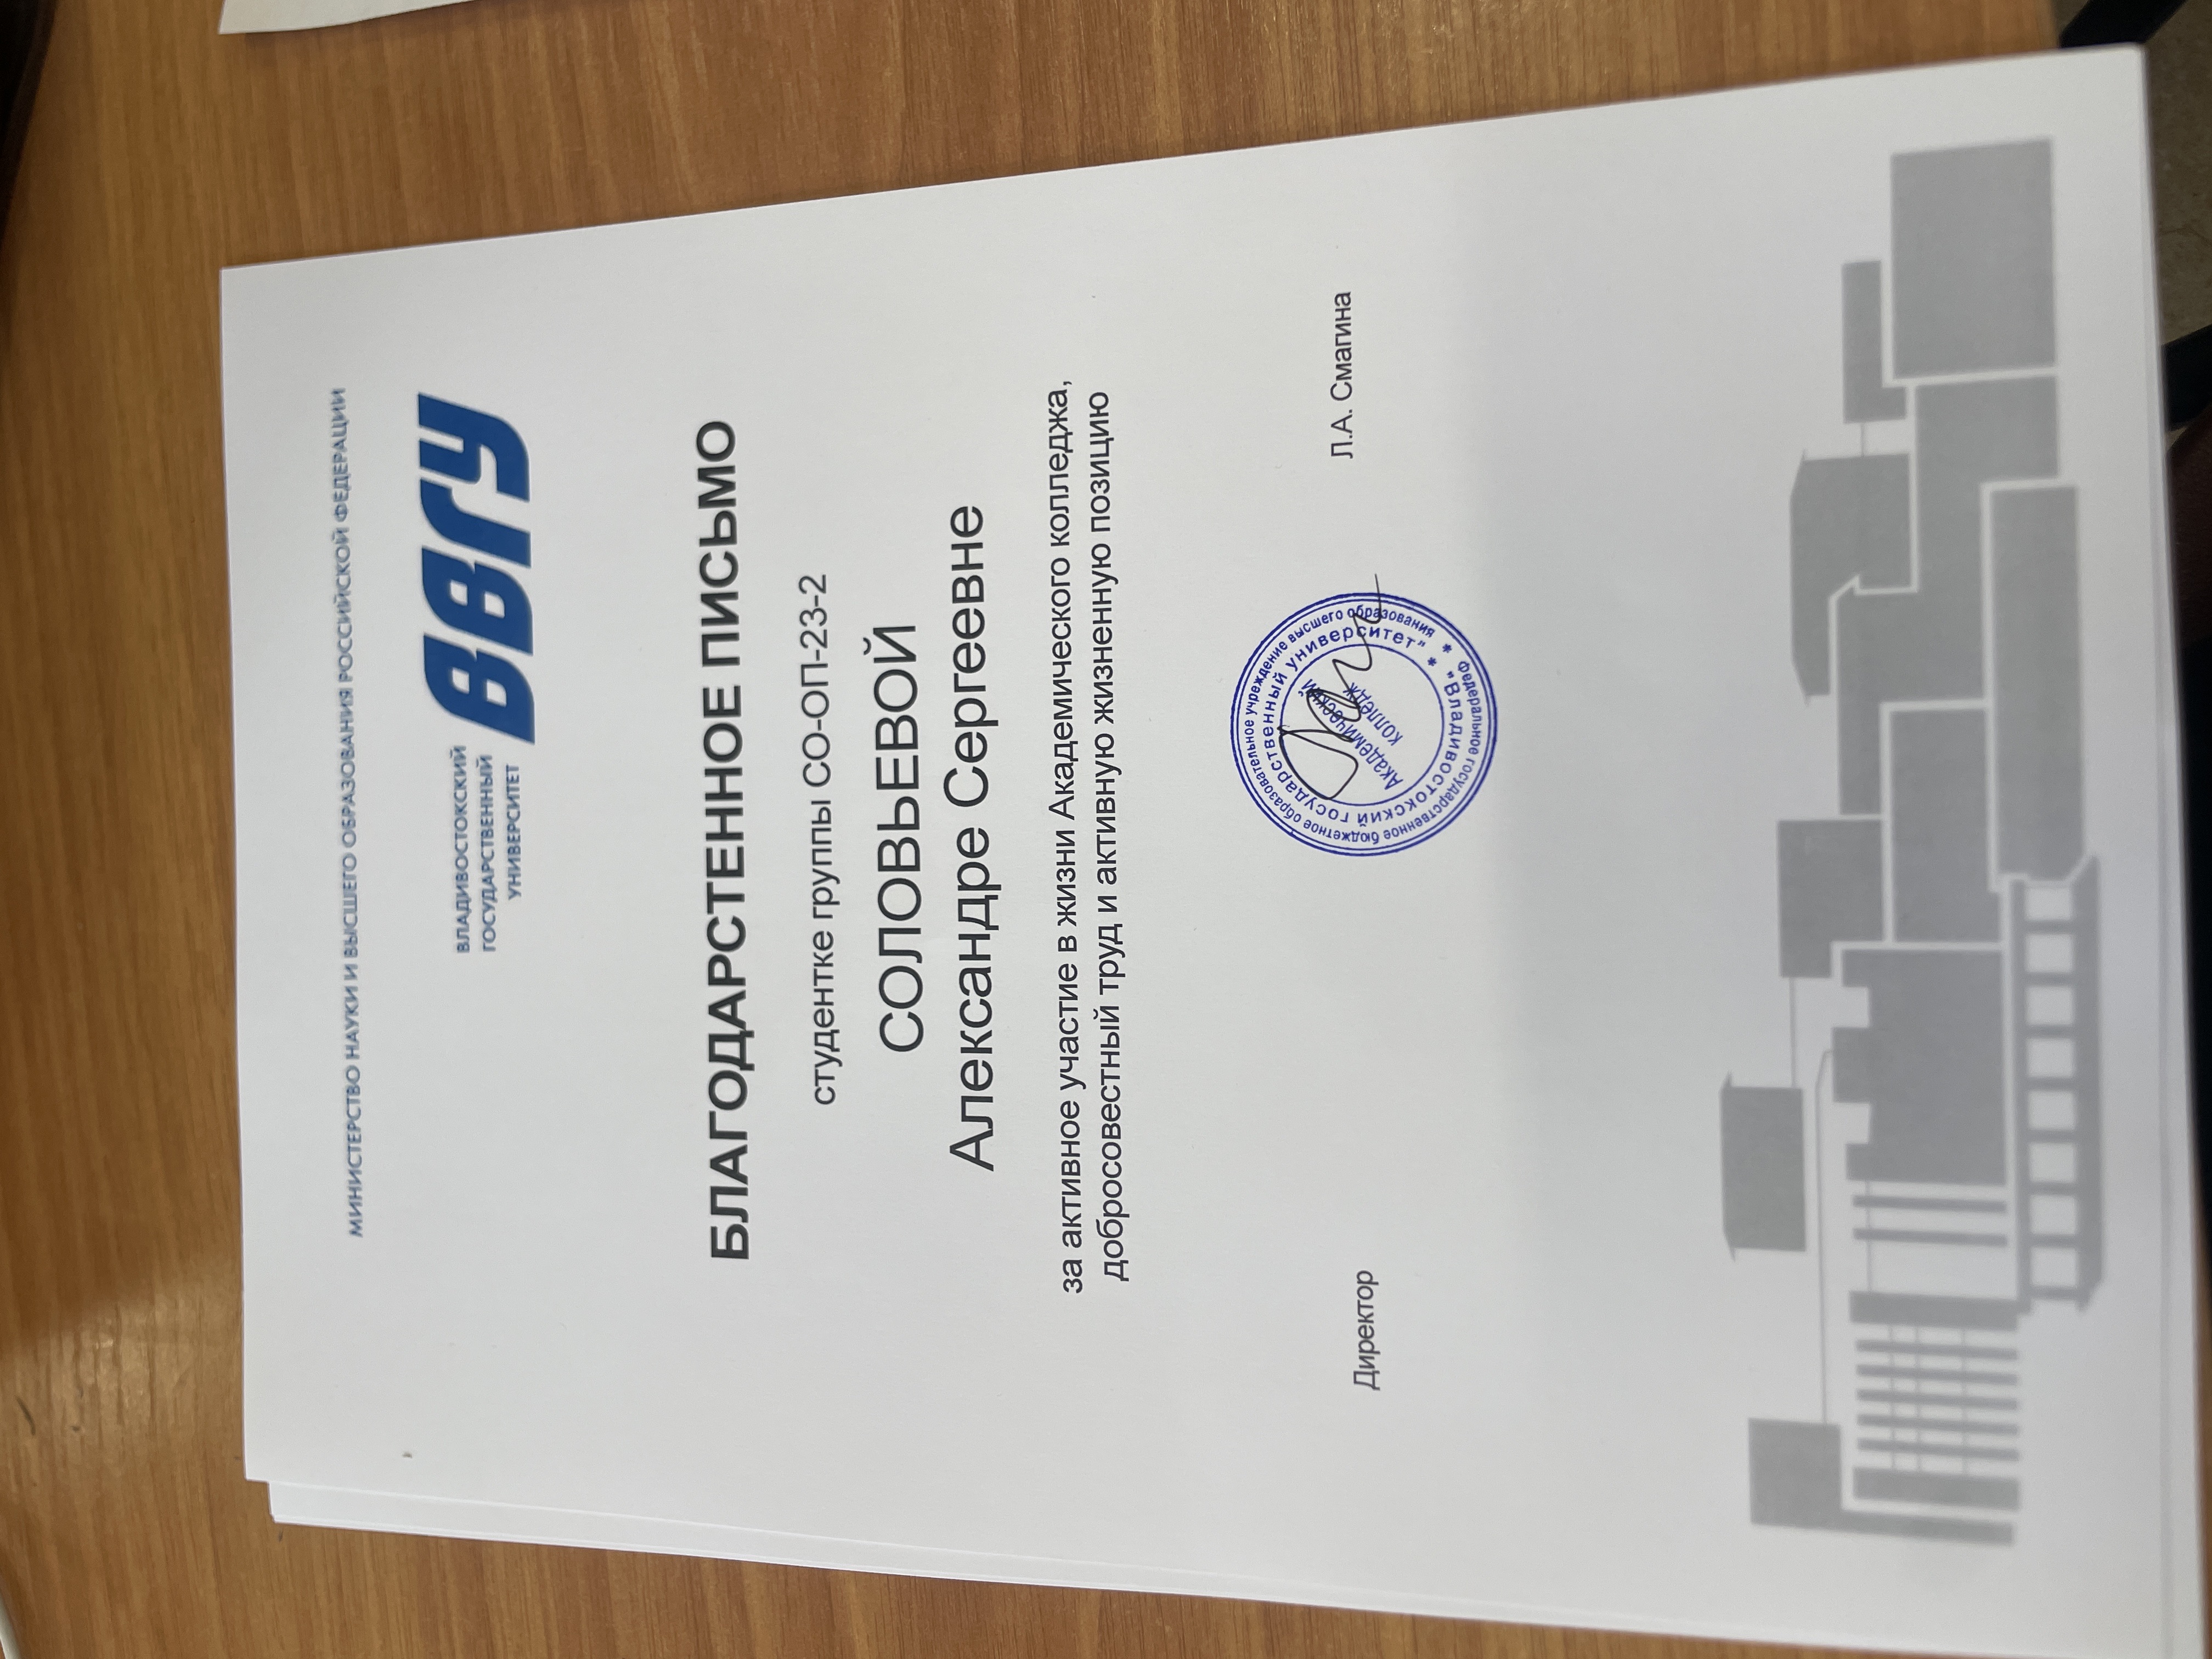 МИНИСТЕРСТВО НАУКИ И ВЫСШЕГО ОБРАЗОВАНИЯ РОССИЙСКОЙ ФЕДЕРАЦИИ
ВЛАДИВОСТОКСКИЙ
ГОСУДАРСТВЕННЫЙ
УНИВЕРСИТЕТ
ВВГУ
БЛАГОДАРСТЕННОЕ ПИСЬМО
студентке группы СО-ОП-23-2
СОЛОВЬЕВОЙ
Александре Сергеевне
за активное участие в жизни Академического колледжа,
добросовестный труд и активную жизненную позицию
Директор
Л.А. Смагина
Федеральное государственное бюджетное образовательное учреждение высшего образования *
"Владивостокский государственный университет" *
Академический
колледж